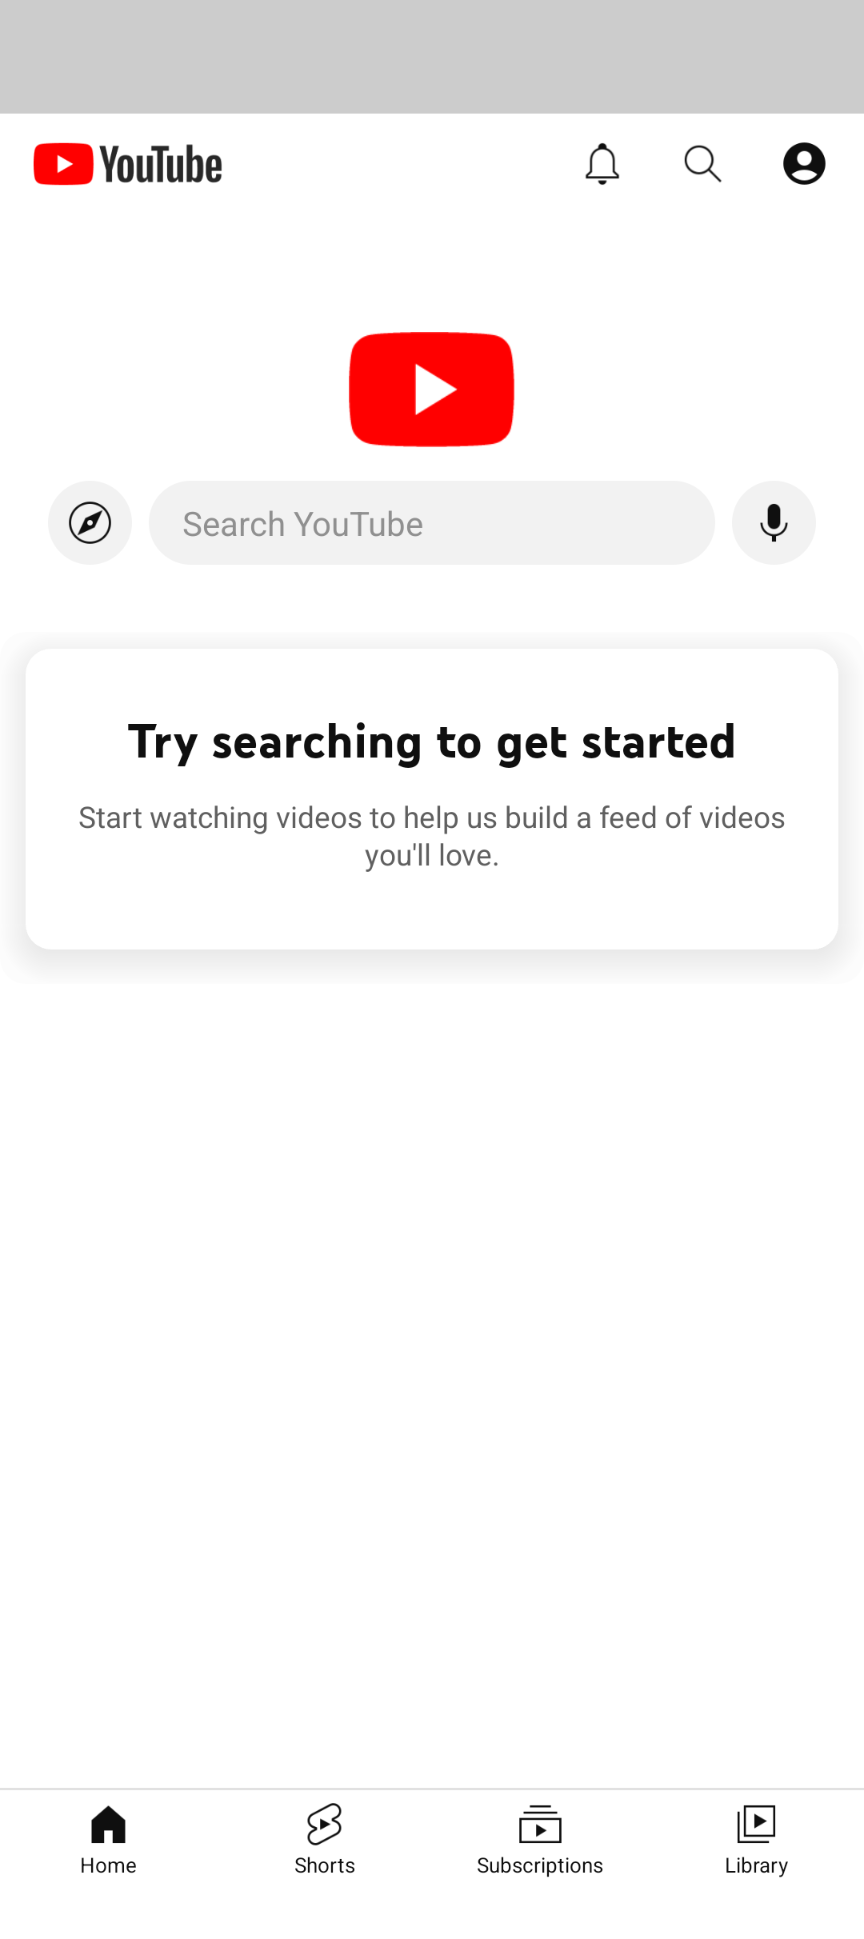 YouTube
Search YouTube
Try searching to get started
Start watching videos to help us build a feed of videos
you'll love.
Home
Shorts
Subscriptions
Library